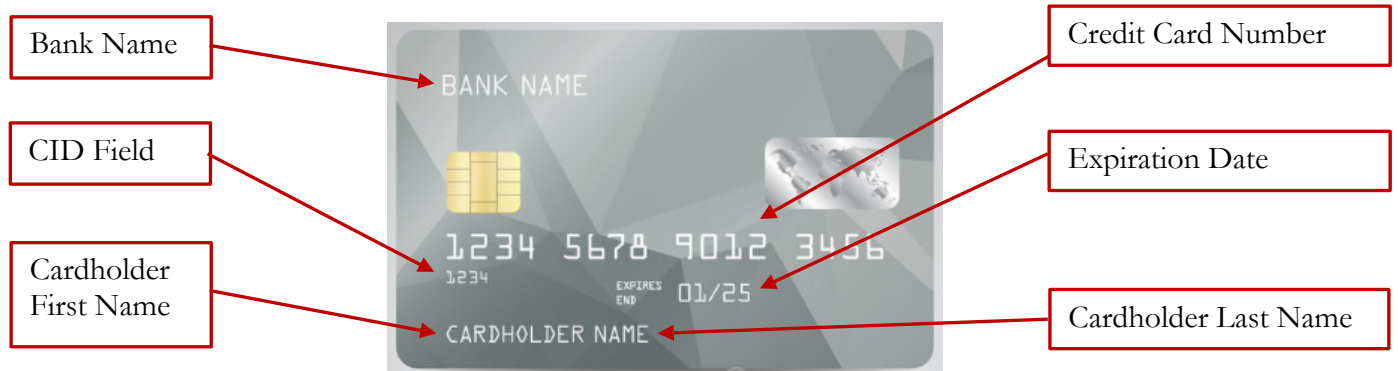 Bank Name
Credit Card Number
BANK NAME
CID Field
Expiration Date
1234 5678 9012 3456
1234
Cardholder
First Name
EXPIRES
END
01/25
Cardholder Last Name
CARDHOLDER NAME